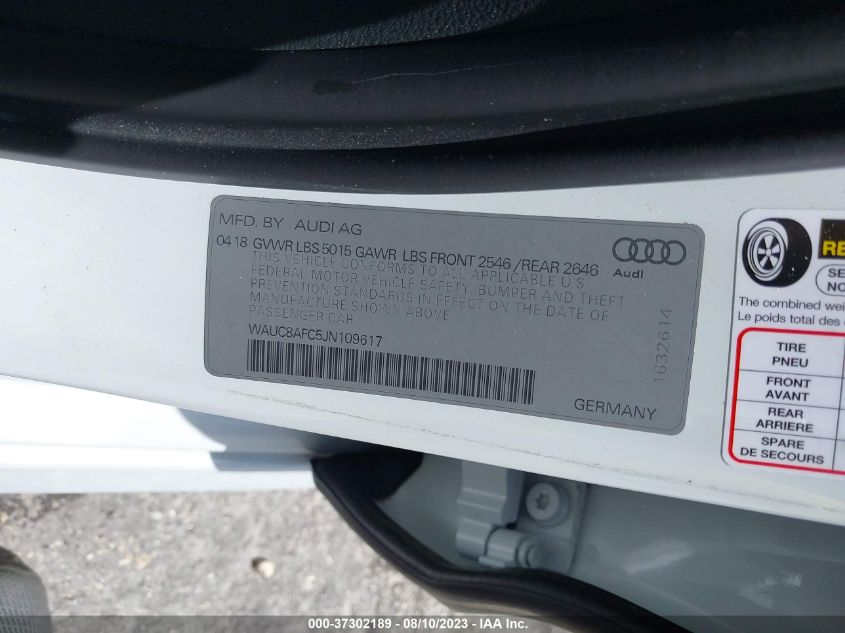 MFD. BY AUDI AG
04 18 GVWR LBS 5015 GAWR LBS FRONT 2546 /REAR 2646
THIS VEHICLE CONFORMS TO ALL APPLICABLE U S
FEDERAL MOTOR VEHICLE SAFETY, BUMPER AND THEFT
PREVENTION STANDARDS IN EFFECT ON THE DATE OF
MANUFACTURE SHOWN ABOVE.
PASSENGER CAR
WAUC8AFC5JN109617
Audi
1632614
GERMANY
The combined
Le poids total des
TIRE
PNEU
FRONT
AVANT
REAR
ARRIERE
SPARE
DE SECOURS
000-37302189 - 08/10/2023 - IAAI INC.